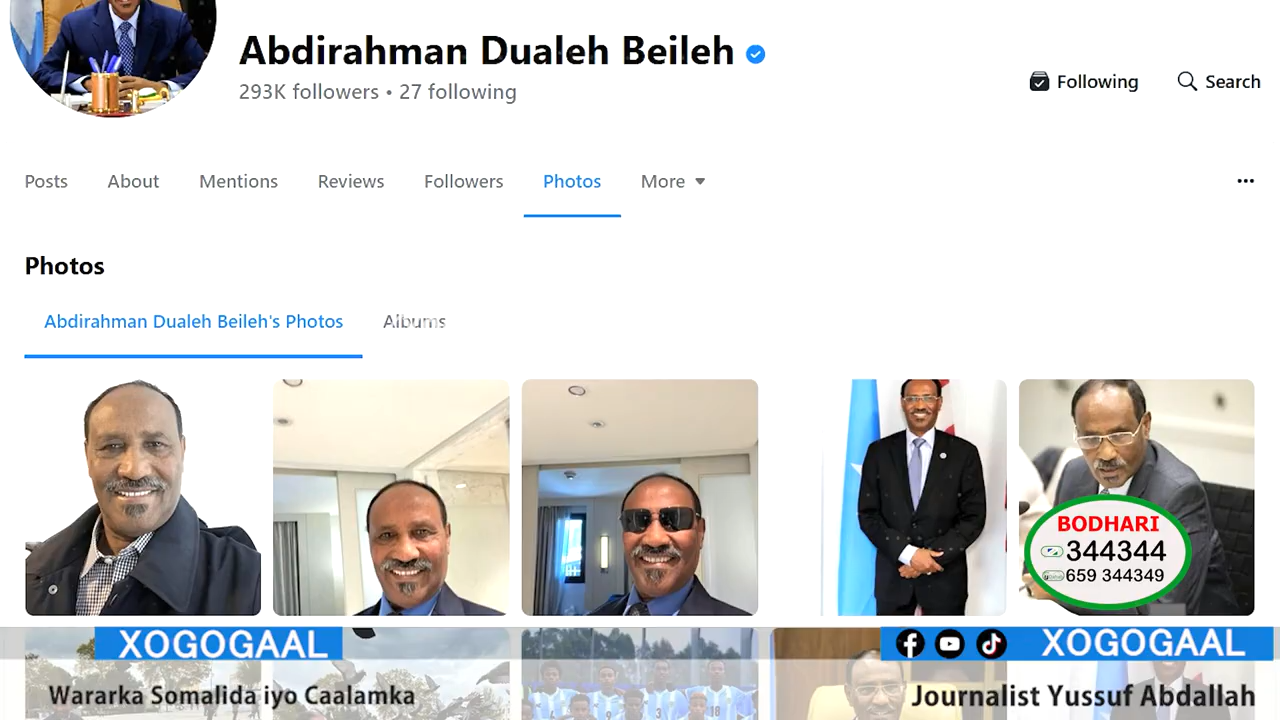 Abdirahman Dualeh Beileh
293K followers • 27 following
Following
Search
Posts
About
Mentions
Reviews
Followers
Photos
More
Photos
Abdirahman Dualeh Beileh's Photos
Albums
BODHARI
344344
659 344349
XOGOGAAL
XOGOGAAL
Wararka Somalida iyo Caalamka
Journalist Yussuf Abdallah